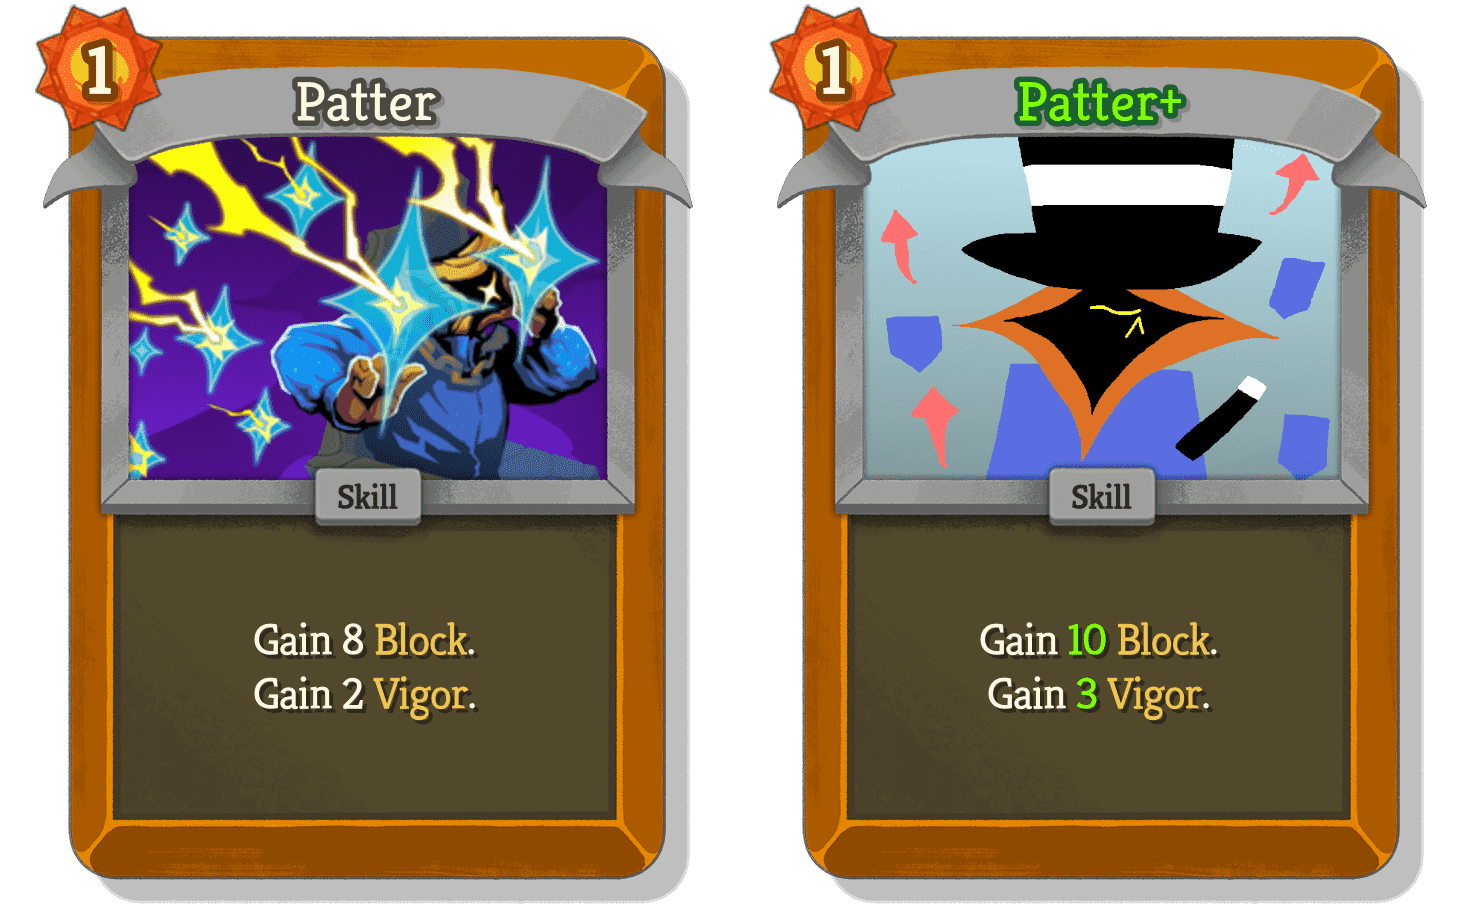 1
Patter
Skill
Gain 8 Block.
Gain 2 Vigor.
1
Patter+
Skill
Gain 10 Block.
Gain 3 Vigor.